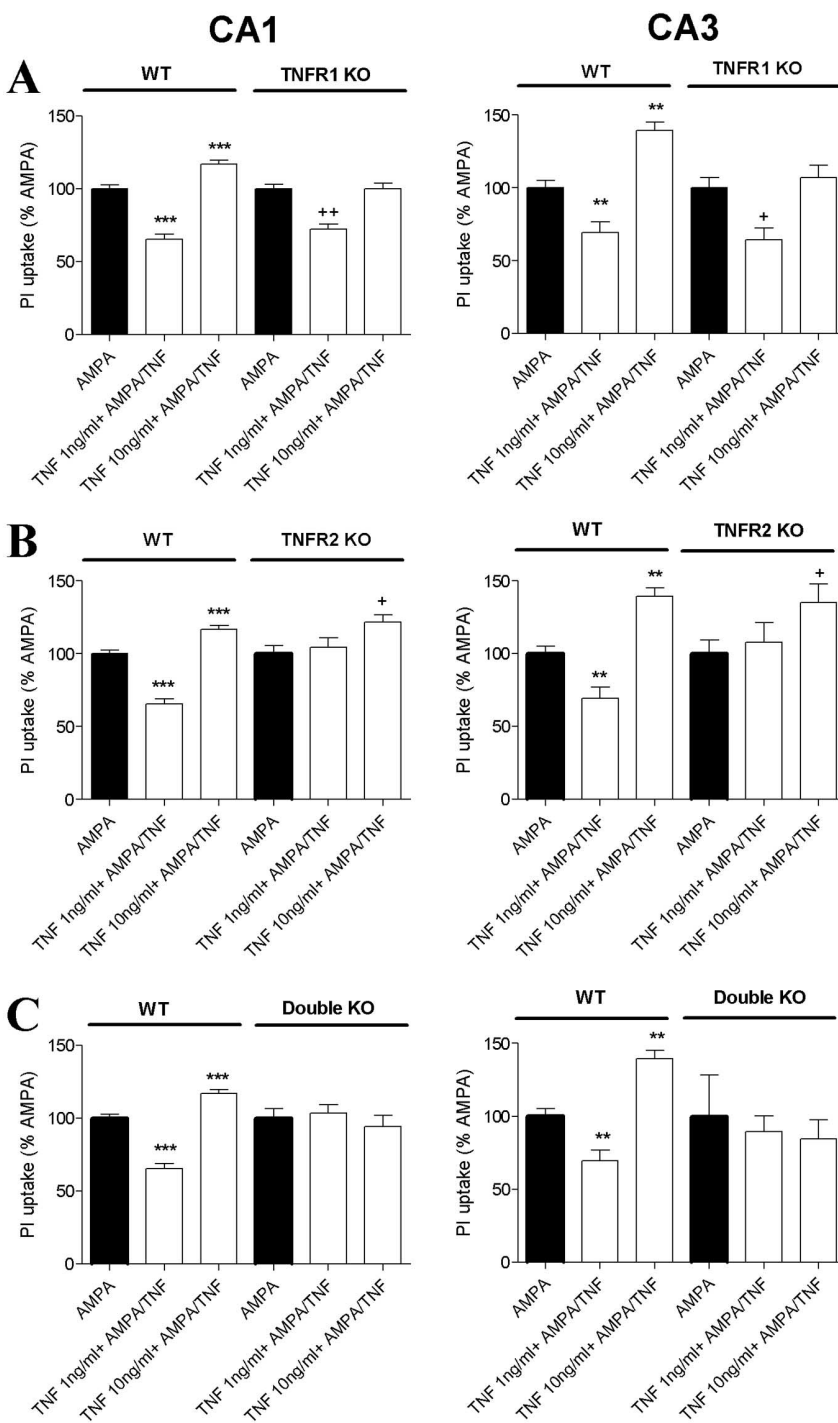 CA1
CA3
A
WT
TNFR1 KO
PI uptake (% AMPA)
150
100
50
0
***
***
++
AMPA
TNF 1ng/ml+ AMPA/TNF
TNF 10ng/ml+ AMPA/TNF
AMPA
TNF 1ng/ml+ AMPA/TNF
TNF 10ng/ml+ AMPA/TNF
WT
TNFR1 KO
PI uptake (% AMPA)
150
100
50
0
**
**
+
AMPA
TNF 1ng/ml+ AMPA/TNF
TNF 10ng/ml+ AMPA/TNF
AMPA
TNF 1ng/ml+ AMPA/TNF
TNF 10ng/ml+ AMPA/TNF
B
WT
TNFR2 KO
PI uptake (% AMPA)
150
100
50
0
***
***
+
AMPA
TNF 1ng/ml+ AMPA/TNF
TNF 10ng/ml+ AMPA/TNF
AMPA
TNF 1ng/ml+ AMPA/TNF
TNF 10ng/ml+ AMPA/TNF
WT
TNFR2 KO
PI uptake (% AMPA)
150
100
50
0
**
**
+
AMPA
TNF 1ng/ml+ AMPA/TNF
TNF 10ng/ml+ AMPA/TNF
AMPA
TNF 1ng/ml+ AMPA/TNF
TNF 10ng/ml+ AMPA/TNF
C
WT
Double KO
PI uptake (% AMPA)
150
100
50
0
***
***
AMPA
TNF 1ng/ml+ AMPA/TNF
TNF 10ng/ml+ AMPA/TNF
AMPA
TNF 1ng/ml+ AMPA/TNF
TNF 10ng/ml+ AMPA/TNF
WT
Double KO
PI uptake (% AMPA)
150
100
50
0
**
**
AMPA
TNF 1ng/ml+ AMPA/TNF
TNF 10ng/ml+ AMPA/TNF
AMPA
TNF 1ng/ml+ AMPA/TNF
TNF 10ng/ml+ AMPA/TNF